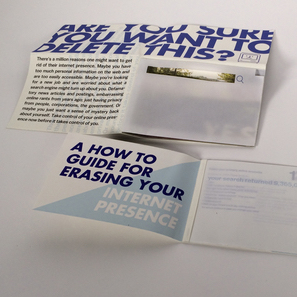 ARE YOU SURE
YOU WANT TO
DELETE THIS?
There's a million reasons one might want to get
rid of their internet presence. Maybe you have
too much personal information on the web and
are too easily accessible. Maybe you're looking
for a new job and are worried about what a
search engine might turn up about you. Defamat-
only news articles and postings, embarrassing
online rants from years ago, just having privacy
from people, corporations, the government. Or
maybe you just want a sense of mystery back
about yourself. Take control of your online pres-
ence now before it takes control of you.
A HOW TO
GUIDE FOR
ERASING YOUR
INTERNET
PRESENCE